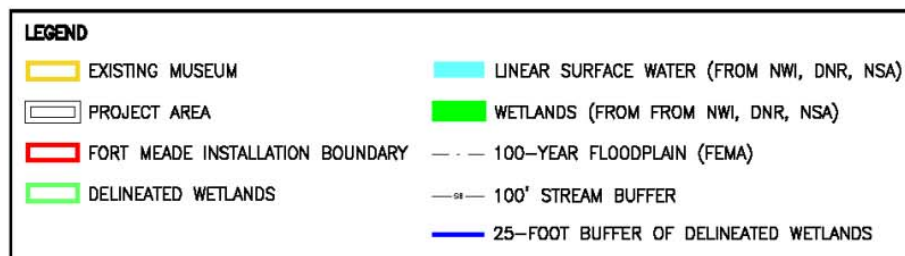 LEGEND
EXISTING MUSEUM
PROJECT AREA
FORT MEADE INSTALLATION BOUNDARY
DELINEATED WETLANDS
LINEAR SURFACE WATER (FROM NWI, DNR, NSA)
WETLANDS (FROM FROM NWI, DNR, NSA)
100-YEAR FLOODPLAIN (FEMA)
SB
100' STREAM BUFFER
25-FOOT BUFFER OF DELINEATED WETLANDS